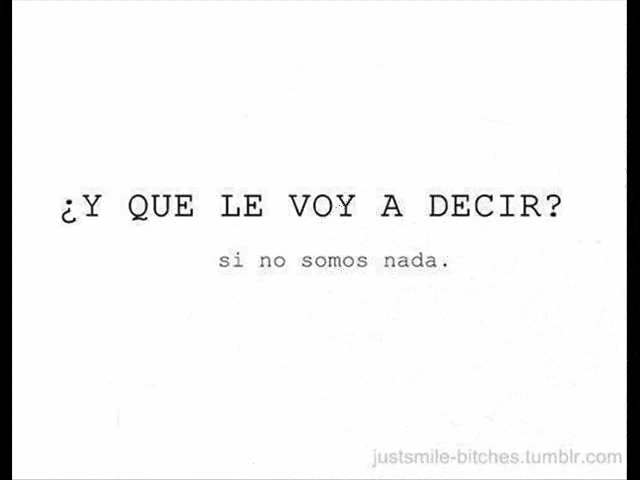 ¿Y QUE LE VOY A DECIR?
si no somos nada.
justsmile-bitches.tumblr.com